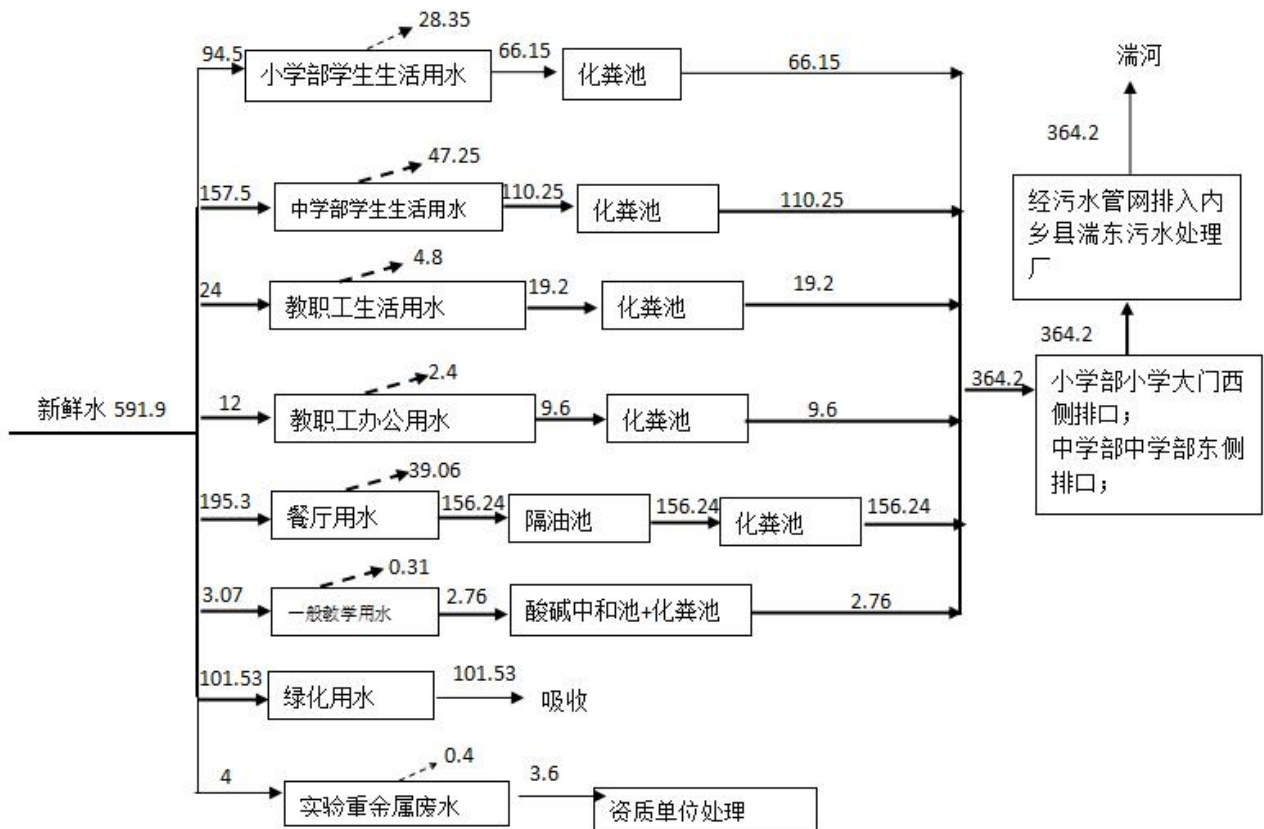 28.35
94.5
小学部学生生活用水
66.15
化粪池
66.15
湍河
364.2
47.25
157.5
中学部学生生活用水
110.25
化粪池
110.25
经污水管网排入内
乡县湍东污水处理
厂
4.8
24
教职工生活用水
19.2
化粪池
19.2
364.2
新鲜水 591.9
2.4
12
教职工办公用水
9.6
化粪池
9.6
364.2
小学部小学大门西
侧排口；
中学部中学部东侧
排口；
39.06
195.3
餐厅用水
156.24
隔油池
156.24
化粪池
156.24
0.31
3.07
一般教学用水
2.76
酸碱中和池+化粪池
2.76
101.53
绿化用水
101.53
吸收
0.4
4
实验重金属废水
3.6
资质单位处理